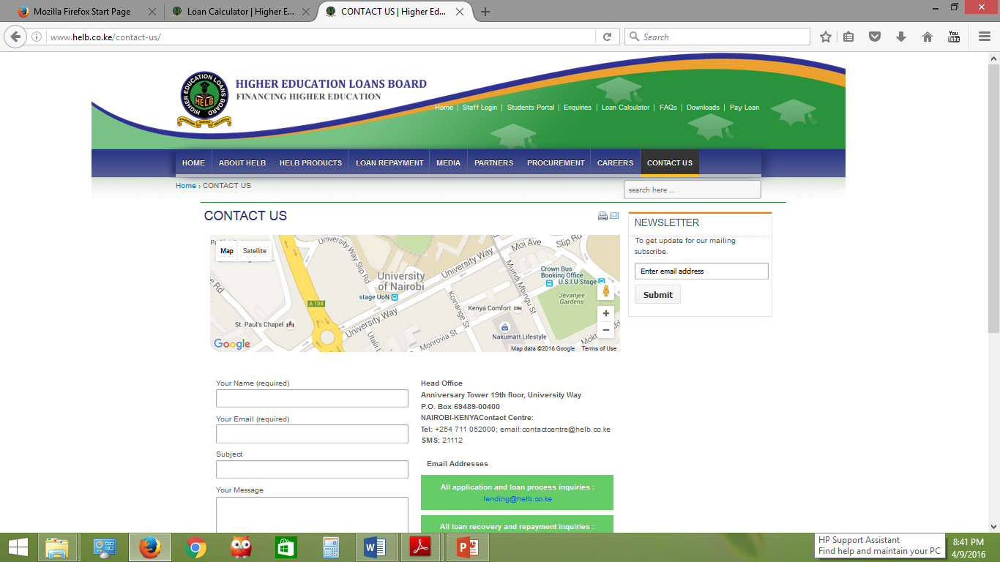 Mozilla Firefox Start Page
Loan Calculator | Higher E...
CONTACT US | Higher Ed...
www.helb.co.ke/contact-us/
Search
You
Tube
HIGHER EDUCATION LOANS BOARD
HELB
FINANCING HIGHER EDUCATION
HIGHER EDUCATION LOANS BOARD
FINANCING HIGHER EDUCATION
Home | Staff Login | Students Portal | Enquiries | Loan Calculator | FAQs | Downloads | Pay Loan
HOME ABOUT HELB HELB PRODUCTS LOAN REPAYMENT MEDIA PARTNERS PROCUREMENT CAREERS CONTACT US
Home › CONTACT US
search here ...
CONTACT US
Map Satellite
University Way Slip Rd
University Way
Moi Ave
Slip Rd
Crown Bus
Booking Office
U.S.I.U Stage
University
of Nairobi
stage UoN
Muindi Mbingu St
Jevanjee
Gardens
A 104
Koinange St
Kenya Comfort
St. Paul's Chapel
University Way
Utalii
Monrovia St
Nakumatt Lifestyle
Google
Map data ©2016 Google Terms of Use
NEWSLETTER
To get update for our mailing
subscribe.
Enter email address
Submit
Your Name (required)
Your Email (required)
Subject
Your Message
Head Office
Anniversary Tower 19th floor, University Way
P.O. Box 69489-00400
NAIROBI-KENYAContact Centre:
Tel: +254 711 052000; email:contactcentre@helb.co.ke
SMS: 21112
Email Addresses
All application and loan process inquiries :
lending@helb.co.ke
All loan recovery and repayment inquiries :
HP Support Assistant
Find help and maintain your PC
8:41 PM
4/9/2016